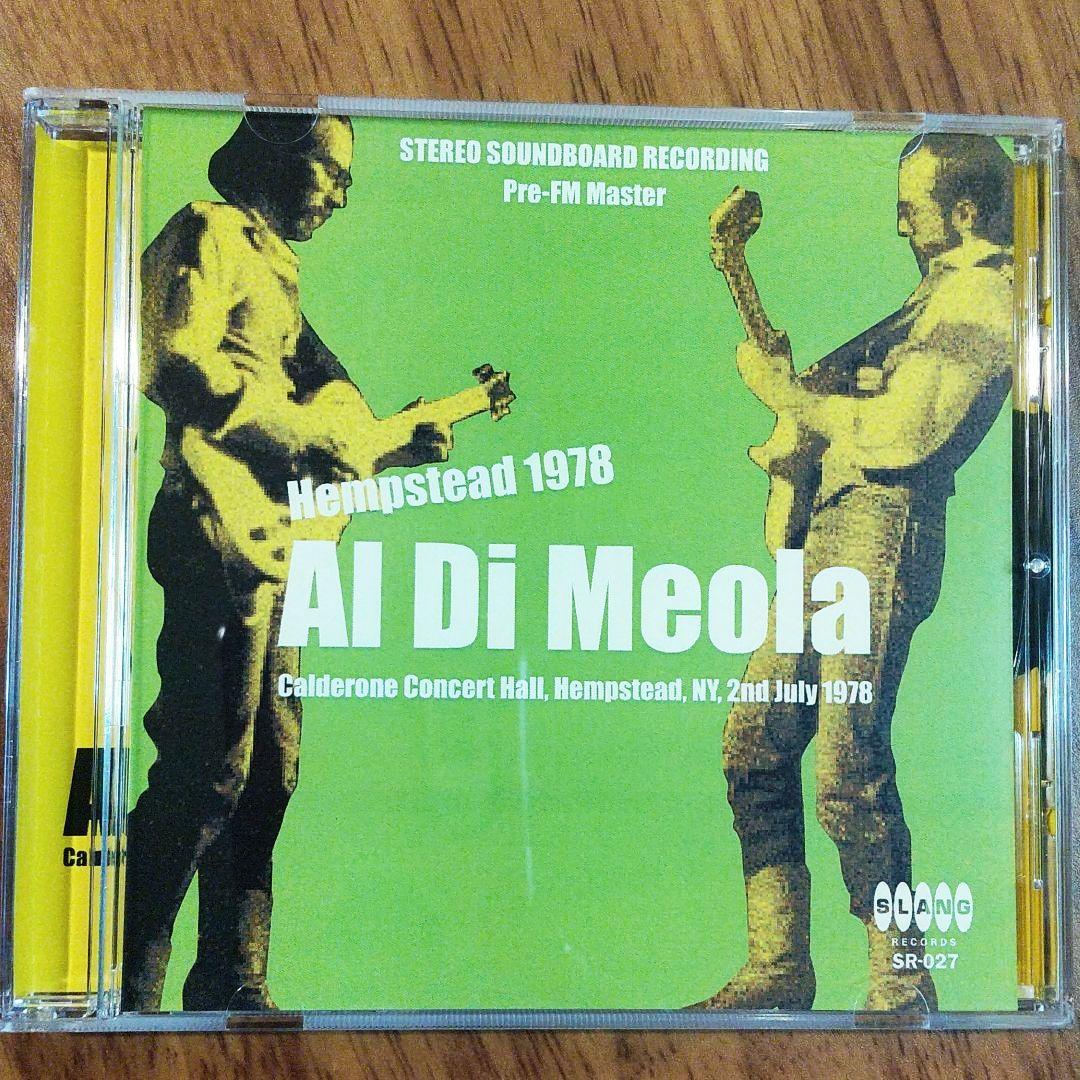 STEREO SOUNDBOARD RECORDING
Pre-FM Master
Hempstead 1978
Al Di Meola
Calderone Concert Hall, Hempstead, NY, 2nd July 1978
SLANG
RECORDS
SR-027